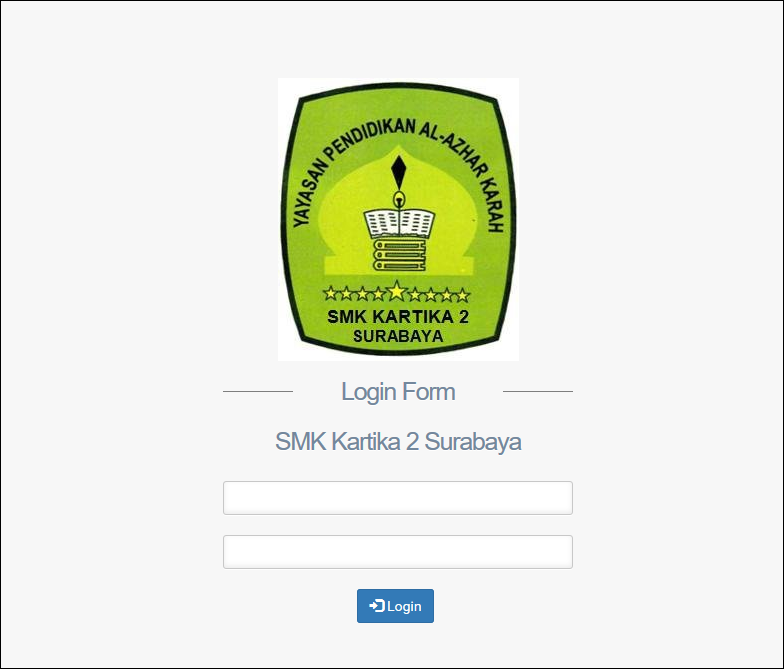 YAYASAN PENDIDIKAN AL-AZHAR KARAH
SMK KARTIKA 2
SURABAYA
Login Form
SMK Kartika 2 Surabaya
Login